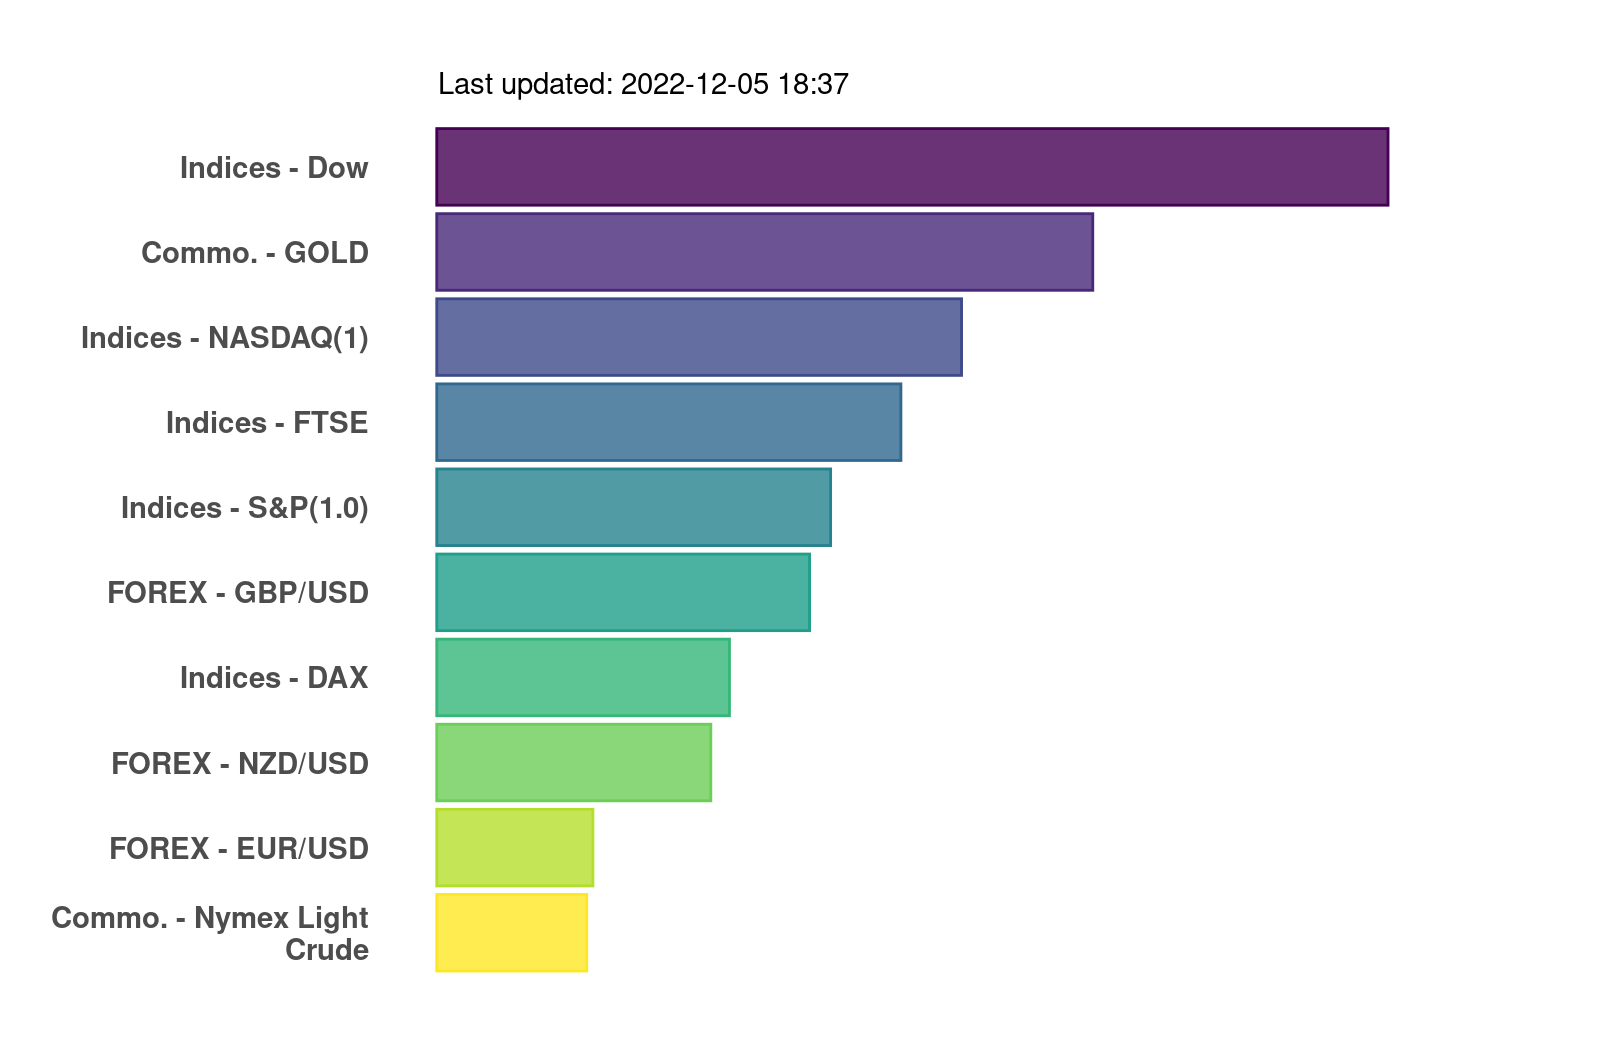 Last updated: 2022-12-05 18:37
Indices - Dow
Commo. - GOLD
Indices - NASDAQ(1)
Indices - FTSE
Indices - S&P(1.0)
FOREX - GBP/USD
Indices - DAX
FOREX - NZD/USD
FOREX - EUR/USD
Commo. - Nymex Light
Crude